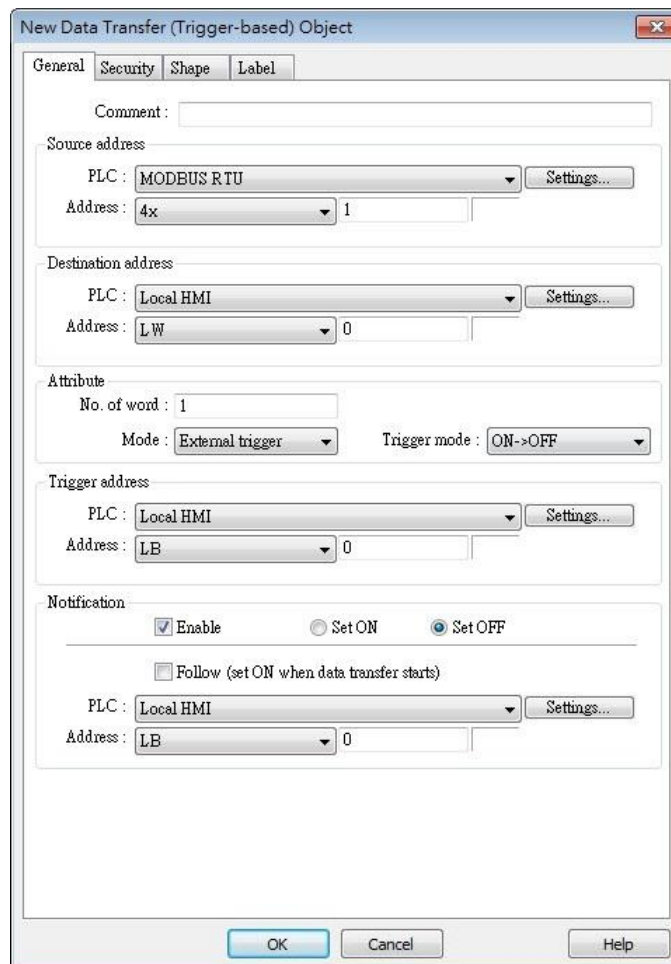 New Data Transfer (Trigger-based) Object
General Security Shape Label
Comment :
Source address
PLC : MODBUS RTU Settings...
Address : 4x 1
Destination address
PLC : Local HMI Settings...
Address : LW 0
Attribute
No. of word : 1
Mode : External trigger Trigger mode : ON->OFF
Trigger address
PLC : Local HMI Settings...
Address : LB 0
Notification
Enable Set ON Set OFF
Follow (set ON when data transfer starts)
PLC : Local HMI Settings...
Address : LB 0
OK Cancel Help